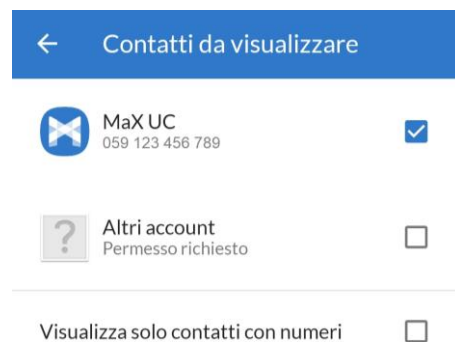 Contatti da visualizzare
MaX UC
059 123 456 789
?
Altri account
Permesso richiesto
Visualizza solo contatti con numeri